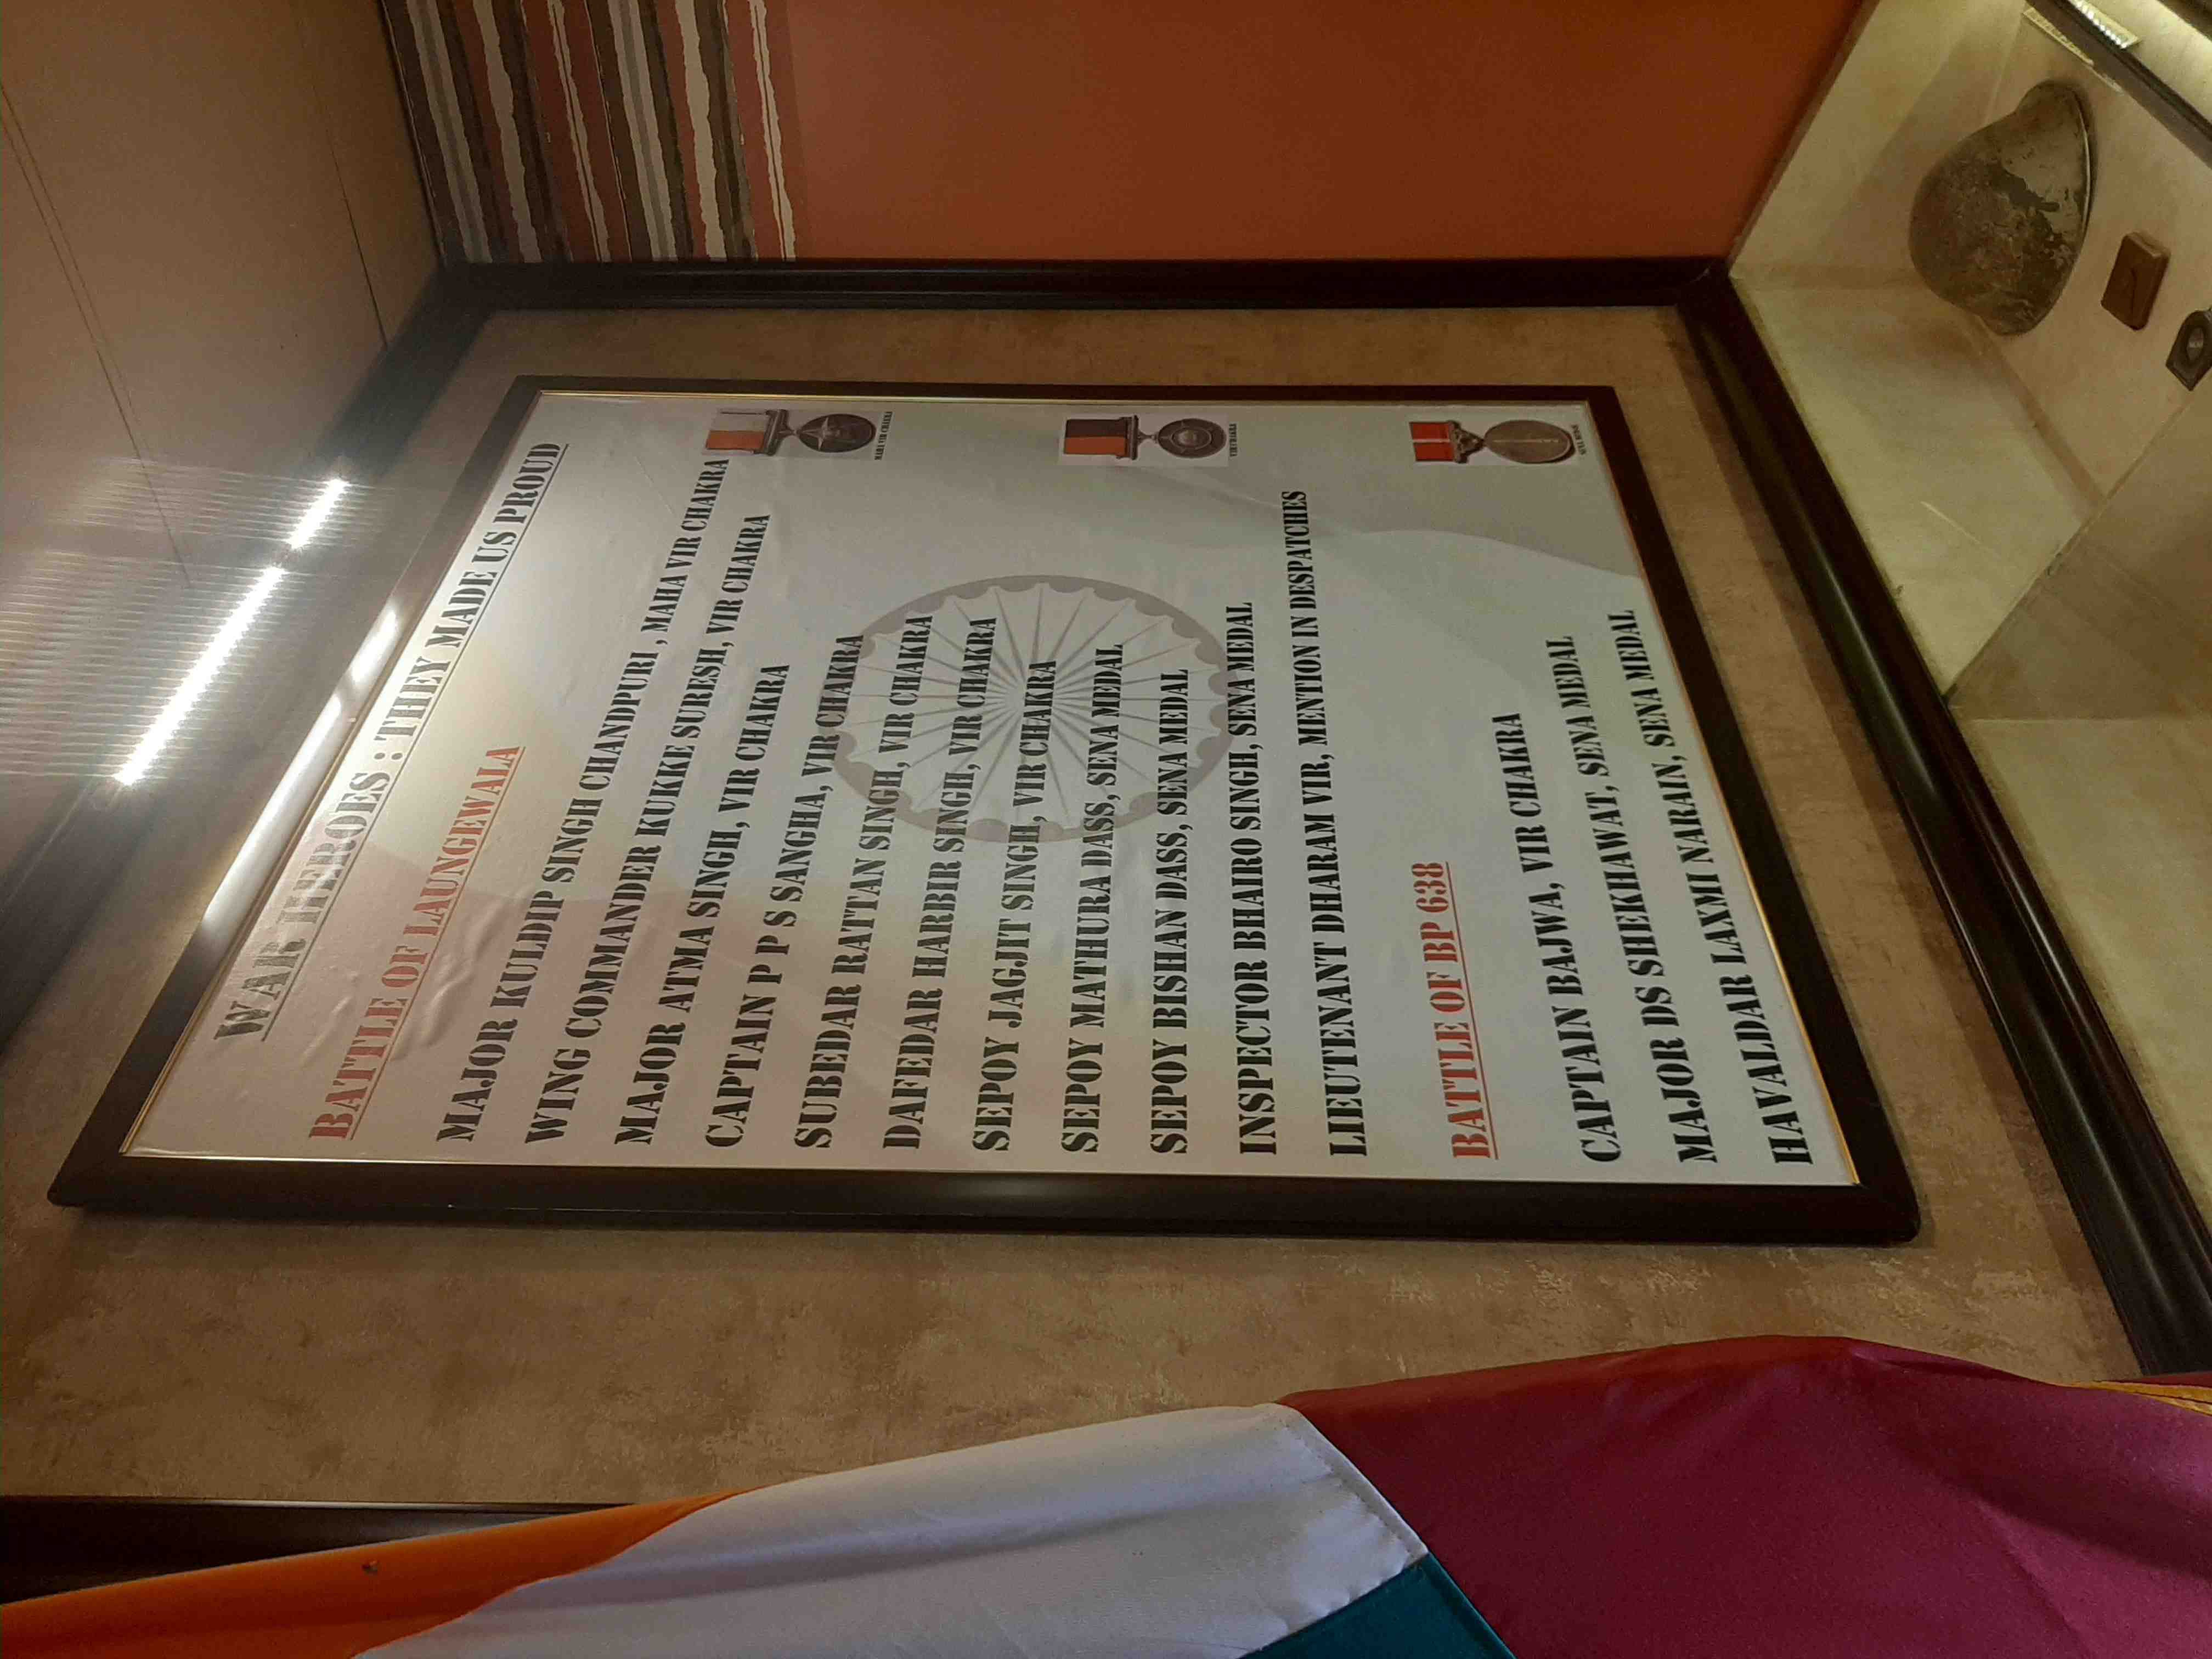 WAR HEROES : THEY MADE US PROUD
BATTLE OF LAUNGEWALA
MAJOR KULDIP SINGH CHANDPURI , MAHA VIR CHAKRA
WING COMMANDER KUKKE SURESH, VIR CHAKRA
MAJOR ATMA SINGH, VIR CHAKRA
CAPTAIN P P S SANGHA, VIR CHAKRA
SUBEDAR RATTAN SINGH, VIR CHAKRA
DAFEDAR HARBIR SINGH, VIR CHAKRA
SEPOY JAGJIT SINGH, VIR CHAKRA
SEPOY MATHURA DASS, SENA MEDAL
SEPOY BISHAN DASS, SENA MEDAL
INSPECTOR BHAIRO SINGH, SENA MEDAL
LIEUTENANT DHARAM VIR, MENTION IN DESPATCHES
BATTLE OF BP 638
CAPTAIN BAJWA, VIR CHAKRA
MAJOR DS SHEKHAWAT, SENA MEDAL
HAVALDAR LAXMI NARAIN, SENA MEDAL
MAHA VIR CHAKRA